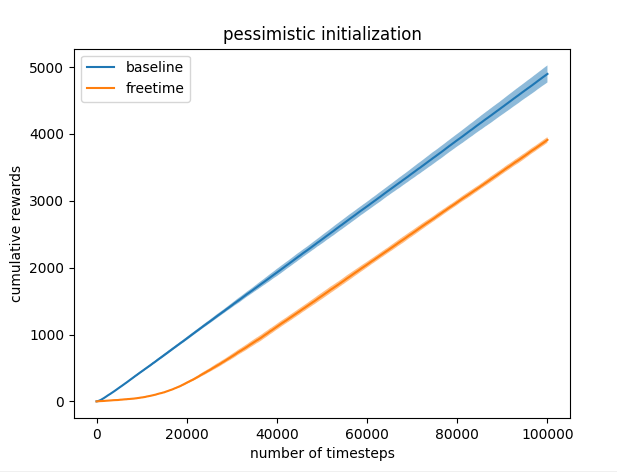 pessimistic initialization
baseline
freetime
cumulative rewards
5000
4000
3000
2000
1000
0
0 20000 40000 60000 80000 100000
number of timesteps